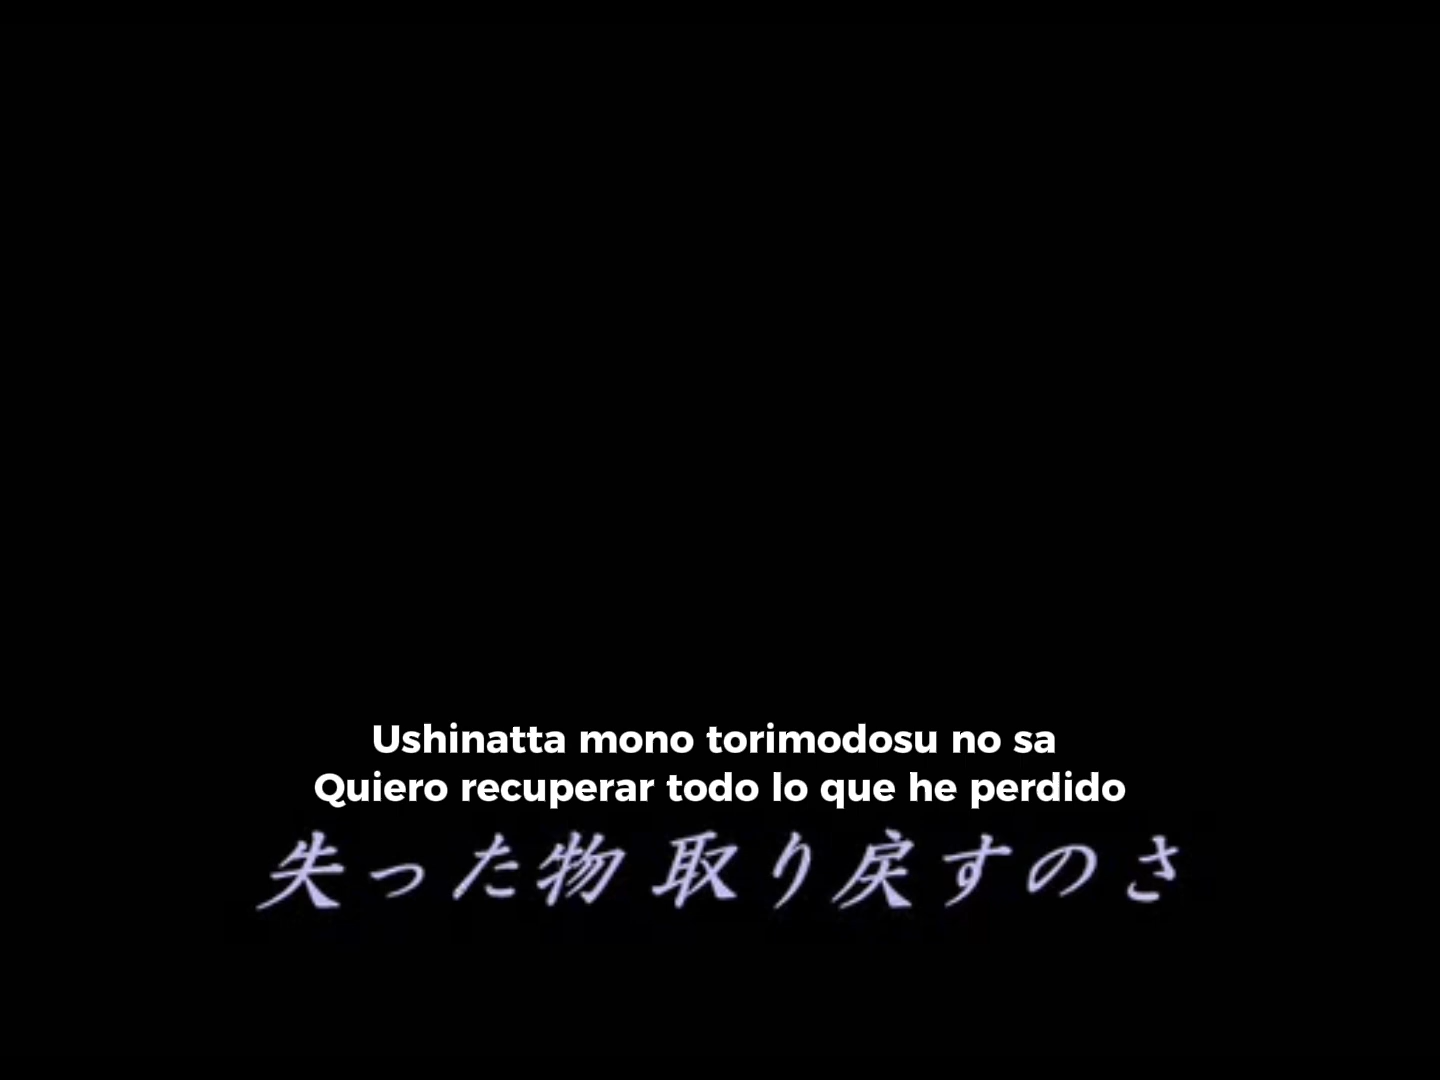 Ushinatta mono torimodosu no sa
Quiero recuperar todo lo que he perdido
失った物 取り戻すのさ